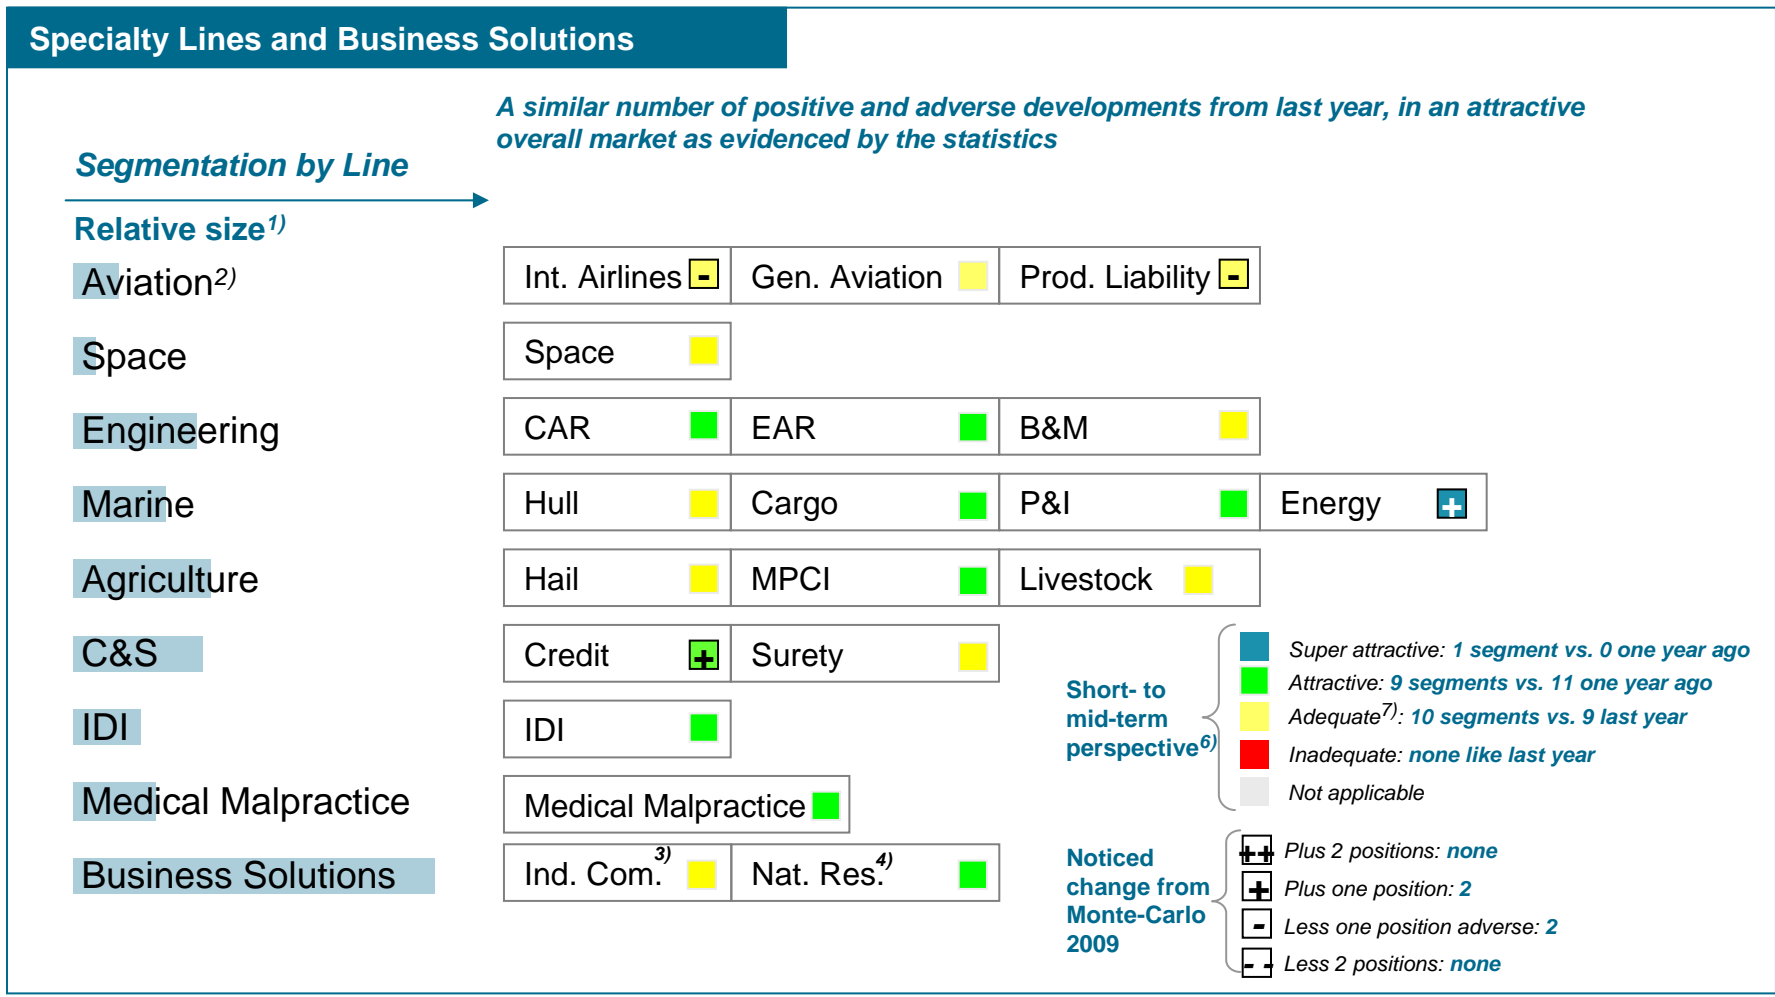 Specialty Lines and Business Solutions
A similar number of positive and adverse developments from last year, in an attractive
overall market as evidenced by the statistics
Segmentation by Line
Relative size1)
Aviation2)
Int. Airlines - Gen. Aviation Prod. Liability -
Space
Space
Engineering
CAR EAR B&M
Marine
Hull Cargo P&I Energy +
Agriculture
Hail MPCI Livestock
C&S
Credit + Surety
IDI
IDI
Medical Malpractice
Medical Malpractice
Business Solutions
Ind. Com.3) Nat. Res.4)
Short- to
mid-term
perspective6)
Super attractive: 1 segment vs. 0 one year ago
Attractive: 9 segments vs. 11 one year ago
Adequate7): 10 segments vs. 9 last year
Inadequate: none like last year
Not applicable
Noticed
change from
Monte-Carlo
2009
++ Plus 2 positions: none
+ Plus one position: 2
- Less one position adverse: 2
- - Less 2 positions: none